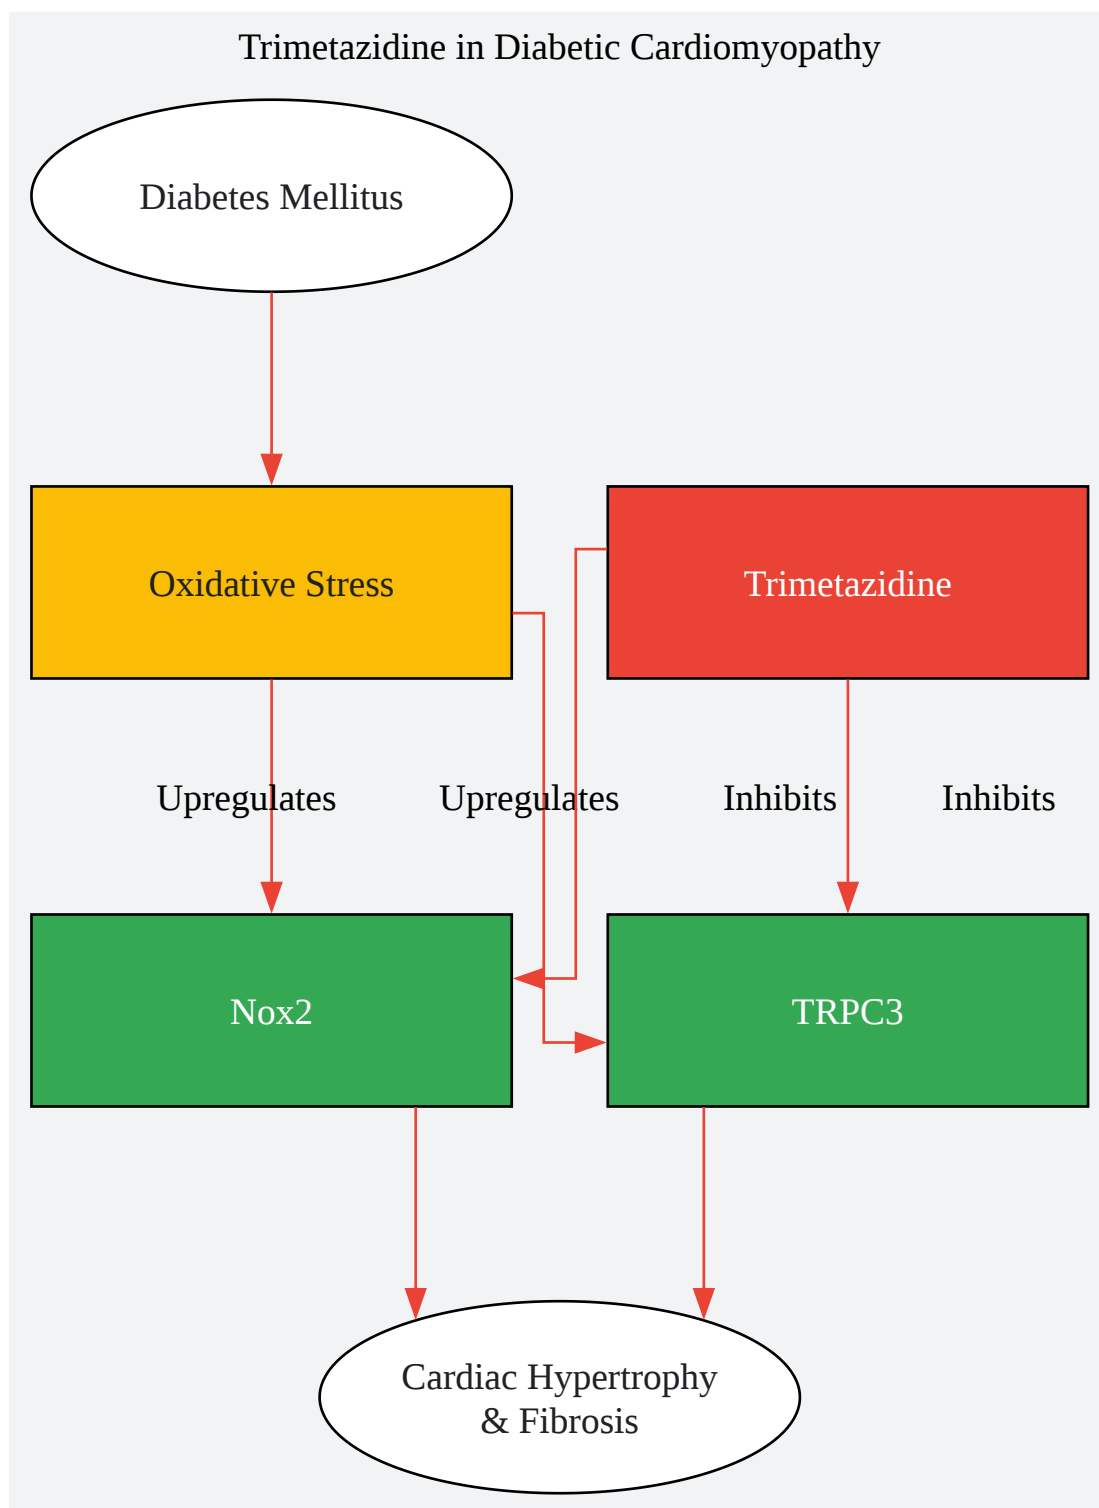 Trimetazidine in Diabetic Cardiomyopathy
Diabetes Mellitus
Oxidative Stress
Trimetazidine
Upregulates
Upregulates
Inhibits
Inhibits
Nox2
TRPC3
Cardiac Hypertrophy
& Fibrosis